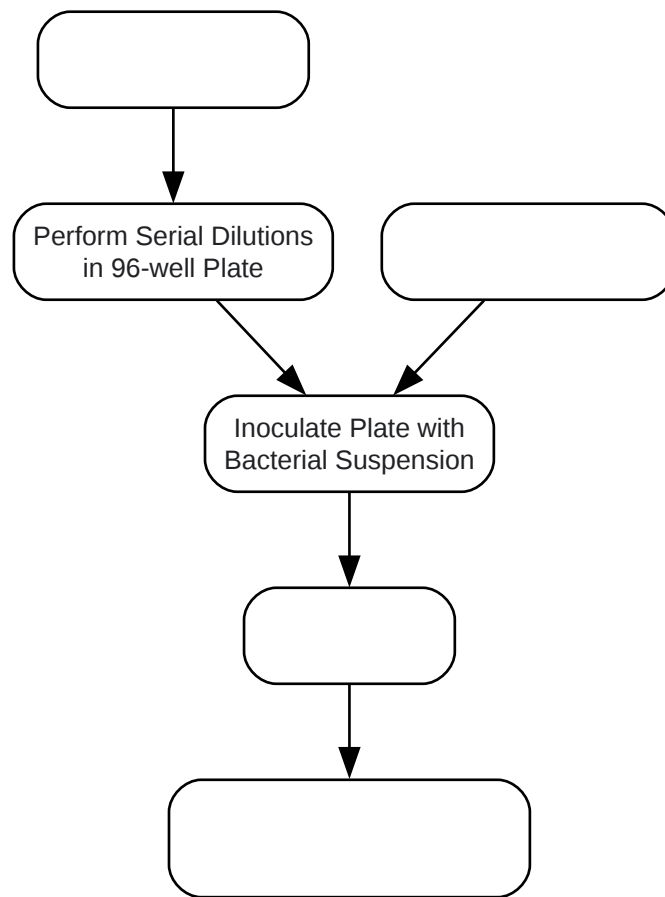 Perform Serial Dilutions
in 96-well Plate
Inoculate Plate with
Bacterial Suspension